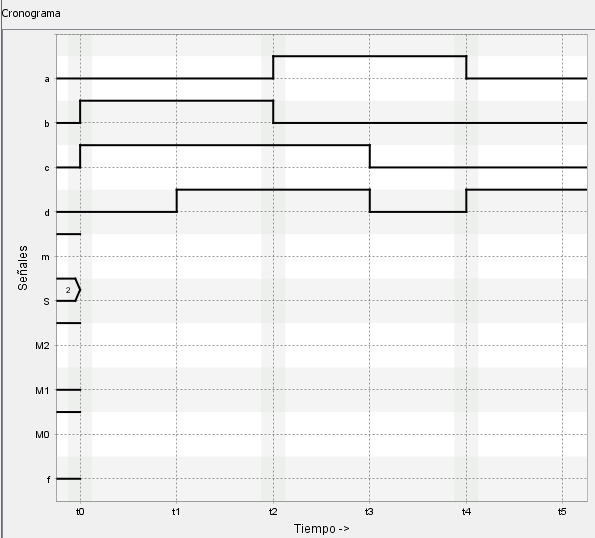 Cronograma
a
b
c
d
m
2
S
M2
M1
M0
f
Señales
t0 t1 t2 t3 t4 t5
Tiempo ->